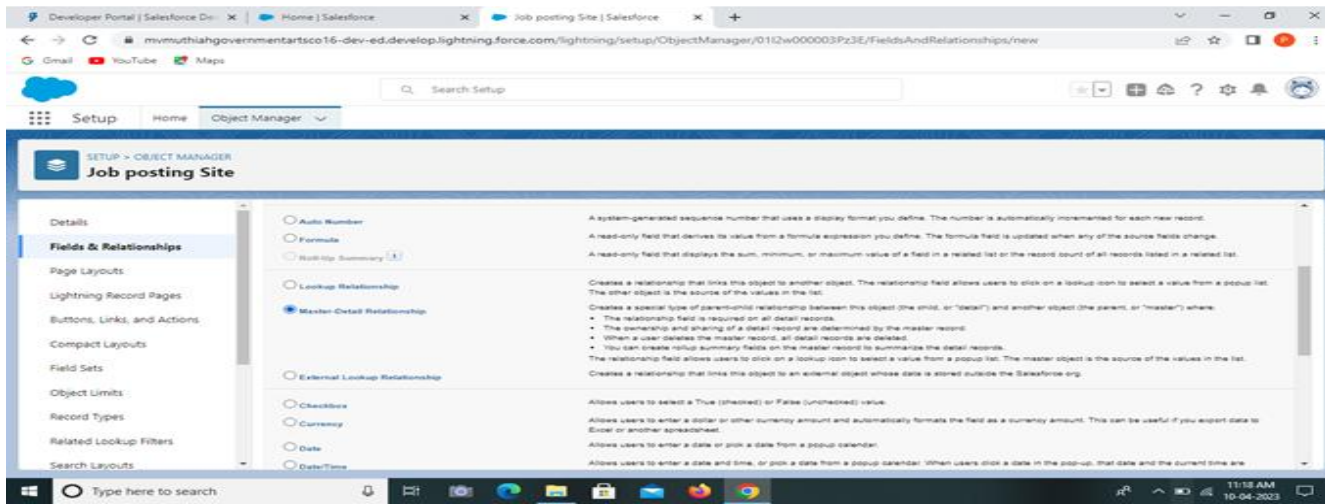 Developer Portal | Salesforce De
Home | Salesforce
Job posting Site | Salesforce
mvmuthiahgovernmentartsco16-dev-ed.develop.lightning.force.com/lightning/setup/ObjectManager/01I2w000003Pz3E/FieldsAndRelationships/new
Gmail
YouTube
Maps
Search Setup
Setup
Home
Object Manager
SETUP > OBJECT MANAGER
Job posting Site
Details
Fields & Relationships
Page Layouts
Lightning Record Pages
Buttons, Links, and Actions
Compact Layouts
Field Sets
Object Limits
Record Types
Related Lookup Filters
Search Layouts
Auto Number
A system-generated sequence number that uses a display format you define. The number is automatically incremented for each new record.
Formula
A read-only field that derives its value from a formula expression you define. The formula field is updated when any of the source fields change.
Roll-Up Summary
A read-only field that displays the sum, minimum, or maximum value of a field in a related list or the record count of all records listed in a related list.
Lookup Relationship
Creates a relationship that links this object to another object. The relationship field allows users to click on a lookup icon to select a value from a popup list.
The other object is the source of the values in the list.
Master-Detail Relationship
Creates a special type of parent-child relationship between this object (the child, or "detail") and another object (the parent, or "master") where:
• The relationship field is required on all detail records.
• The ownership and sharing of a detail record are determined by the master record.
• When a user deletes the master record, all detail records are deleted.
• You can create rollup summary fields on the master record to summarize the detail records.
The relationship field allows users to click on a lookup icon to select a value from a popup list. The master object is the source of the values in the list.
External Lookup Relationship
Creates a relationship that links this object to an external object whose data is stored outside the Salesforce org.
Checkbox
Allows users to select a True (checked) or False (unchecked) value.
Currency
Allows users to enter a dollar or other currency amount and automatically formats the field as a currency amount. This can be useful if you export data to
Excel or another spreadsheet.
Date
Allows users to enter a date or pick a date from a popup calendar.
Date/Time
Allows users to enter a date and time, or pick a date from a popup calendar. When users click a date in the pop-up, that date and the current time are
Type here to search
11:18 AM
10-04-2023